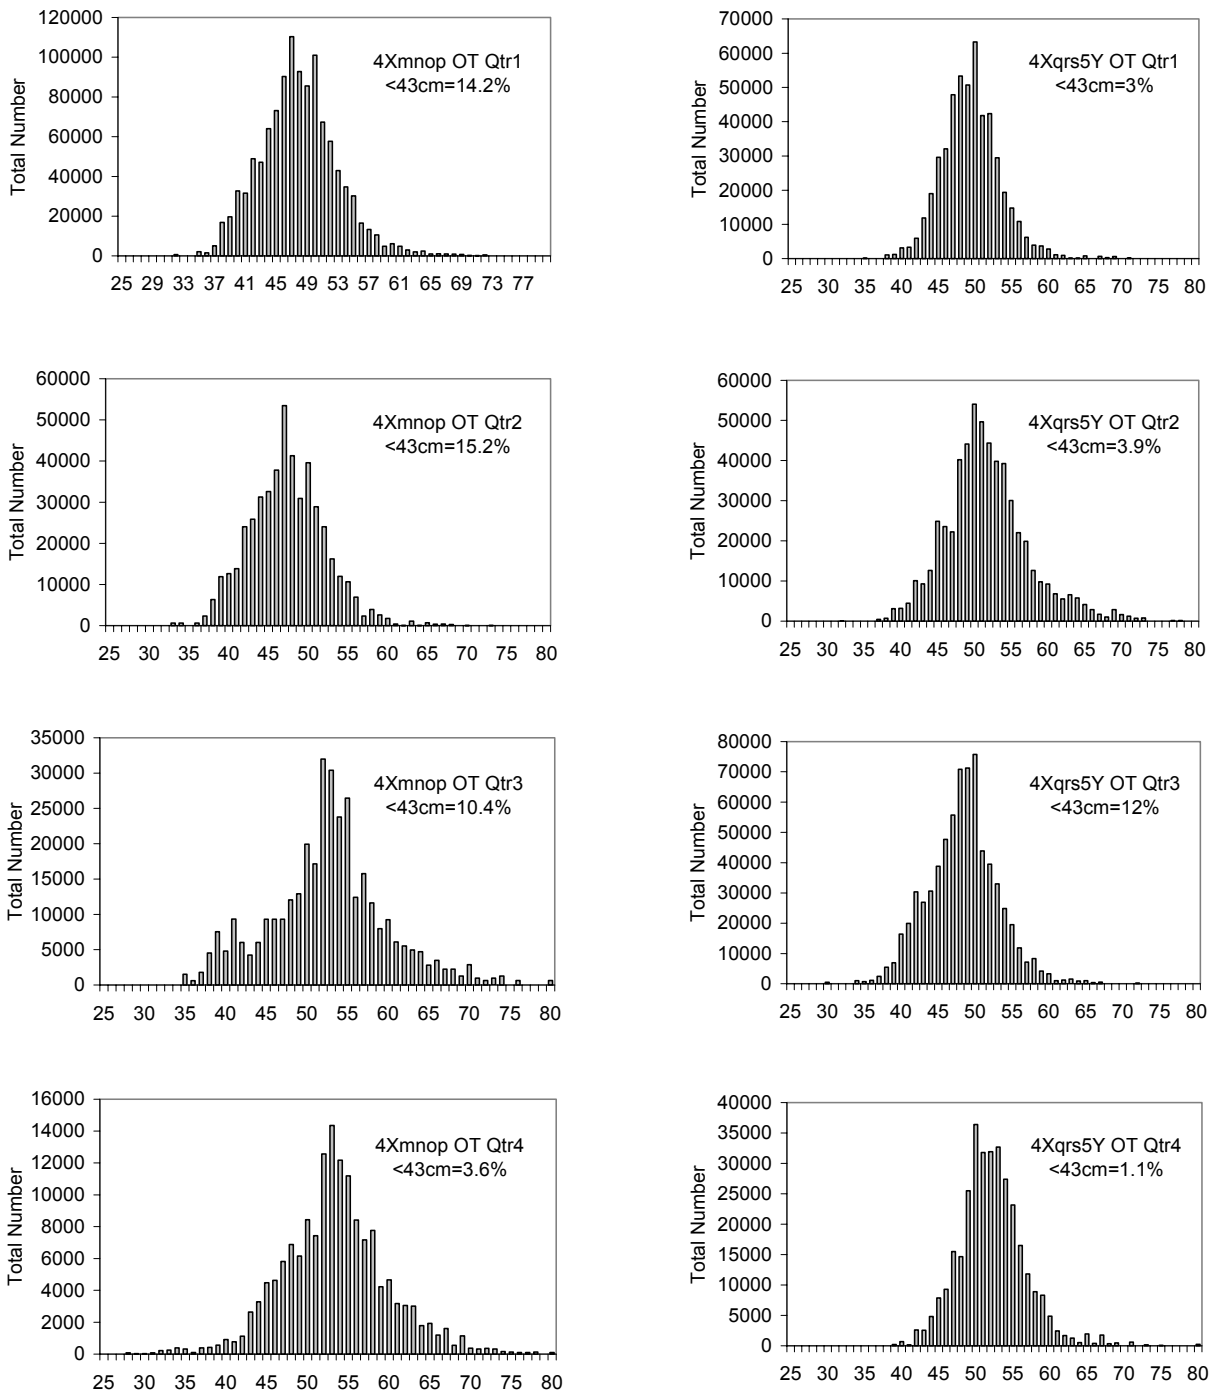 120000
100000
80000
60000
40000
20000
0
Total Number
4Xmnop OT Qtr1
<43cm=14.2%
25 29 33 37 41 45 49 53 57 61 65 69 73 77
70000
60000
50000
40000
30000
20000
10000
0
Total Number
4Xqrs5Y OT Qtr1
<43cm=3%
25 30 35 40 45 50 55 60 65 70 75 80
60000
50000
40000
30000
20000
10000
0
Total Number
4Xmnop OT Qtr2
<43cm=15.2%
25 30 35 40 45 50 55 60 65 70 75 80
60000
50000
40000
30000
20000
10000
0
Total Number
4Xqrs5Y OT Qtr2
<43cm=3.9%
25 30 35 40 45 50 55 60 65 70 75 80
35000
30000
25000
20000
15000
10000
5000
0
Total Number
4Xmnop OT Qtr3
<43cm=10.4%
25 30 35 40 45 50 55 60 65 70 75 80
80000
70000
60000
50000
40000
30000
20000
10000
0
Total Number
4Xqrs5Y OT Qtr3
<43cm=12%
25 30 35 40 45 50 55 60 65 70 75 80
16000
14000
12000
10000
8000
6000
4000
2000
0
Total Number
4Xmnop OT Qtr4
<43cm=3.6%
25 30 35 40 45 50 55 60 65 70 75 80
40000
35000
30000
25000
20000
15000
10000
5000
0
Total Number
4Xqrs5Y OT Qtr4
<43cm=1.1%
25 30 35 40 45 50 55 60 65 70 75 80